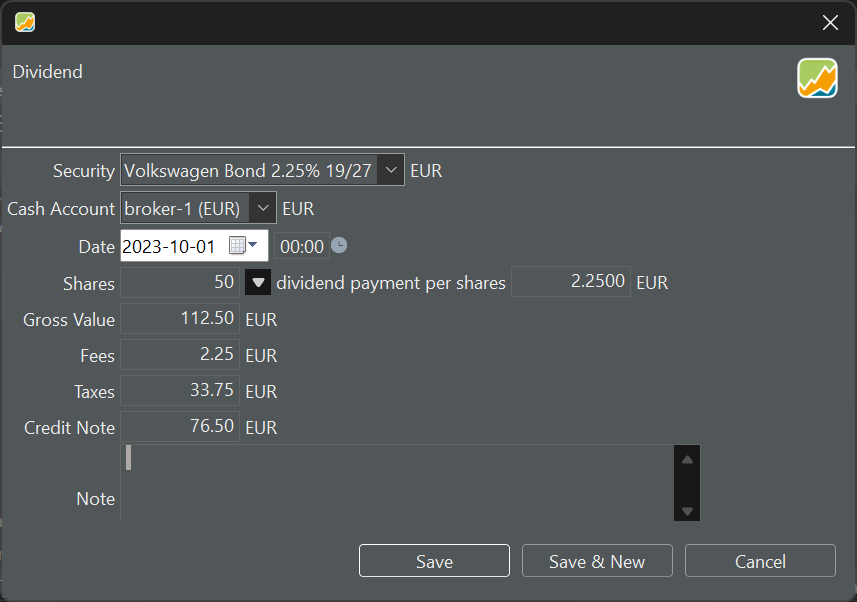 Dividend
Security Volkswagen Bond 2.25% 19/27 EUR
Cash Account broker-1 (EUR) EUR
Date 2023-10-01 00:00
Shares 50 dividend payment per shares 2.2500 EUR
Gross Value 112.50 EUR
Fees 2.25 EUR
Taxes 33.75 EUR
Credit Note 76.50 EUR
Note
Save Save & New Cancel